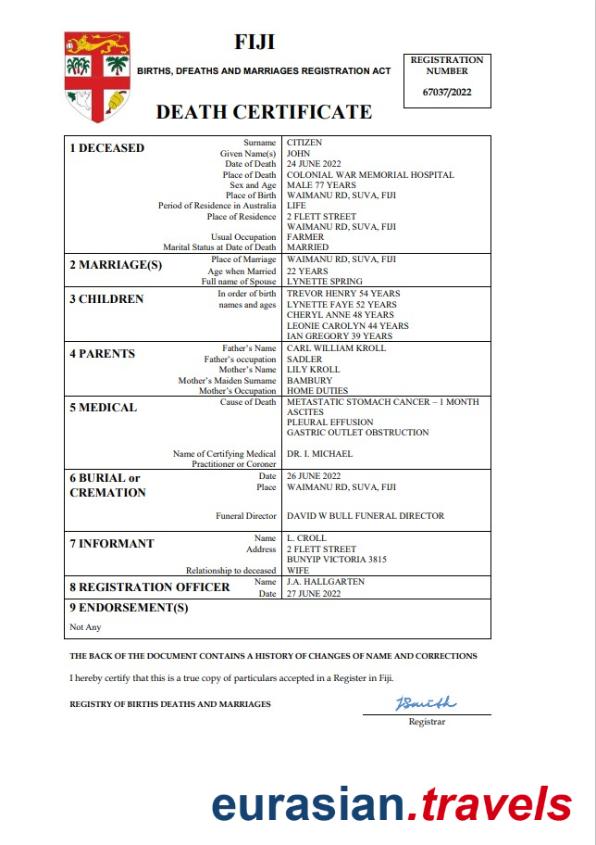 FIJI
BIRTHS, DFEATHS AND MARRIAGES REGISTRATION ACT
REGISTRATION
NUMBER
67037/2022
DEATH CERTIFICATE
1 DECEASED
Surname CITIZEN
Given Name(s) JOHN
Date of Death 24 JUNE 2022
Place of Death COLONIAL WAR MEMORIAL HOSPITAL
Sex and Age MALE 77 YEARS
Place of Birth WAIMANU RD, SUVA, FIJI
Period of Residence in Australia LIFE
Place of Residence 2 FLETT STREET
WAIMANU RD, SUVA, FIJI
Usual Occupation FARMER
Marital Status at Date of Death MARRIED
2 MARRIAGE(S)
Place of Marriage WAIMANU RD, SUVA, FIJI
Age when Married 22 YEARS
Full name of Spouse LYNETTE SPRING
3 CHILDREN
In order of birth TREVOR HENRY 54 YEARS
names and ages LYNETTE FAYE 52 YEARS
CHERYL ANNE 48 YEARS
LEONIE CAROLYN 44 YEARS
IAN GREGORY 39 YEARS
4 PARENTS
Father's Name CARL WILLIAM KROLL
Father's occupation SADLER
Mother's Name LILY KROLL
Mother's Maiden Surname BAMBURY
Mother's Occupation HOME DUTIES
5 MEDICAL
Cause of Death METASTATIC STOMACH CANCER – 1 MONTH
ASCITES
PLEURAL EFFUSION
GASTRIC OUTLET OBSTRUCTION
Name of Certifying Medical DR. I. MICHAEL
Practitioner or Coroner
6 BURIAL or
CREMATION
Date 26 JUNE 2022
Place WAIMANU RD, SUVA, FIJI
Funeral Director DAVID W BULL FUNERAL DIRECTOR
7 INFORMANT
Name L. CROLL
Address 2 FLETT STREET
BUNYIP VICTORIA 3815
Relationship to deceased WIFE
8 REGISTRATION OFFICER
Name J.A. HALLGARTEN
Date 27 JUNE 2022
9 ENDORSEMENT(S)
Not Any
THE BACK OF THE DOCUMENT CONTAINS A HISTORY OF CHANGES OF NAME AND CORRECTIONS
I hereby certify that this is a true copy of particulars accepted in a Register in Fiji.
REGISTRY OF BIRTHS DEATHS AND MARRIAGES
Registrar
eurasian.travels